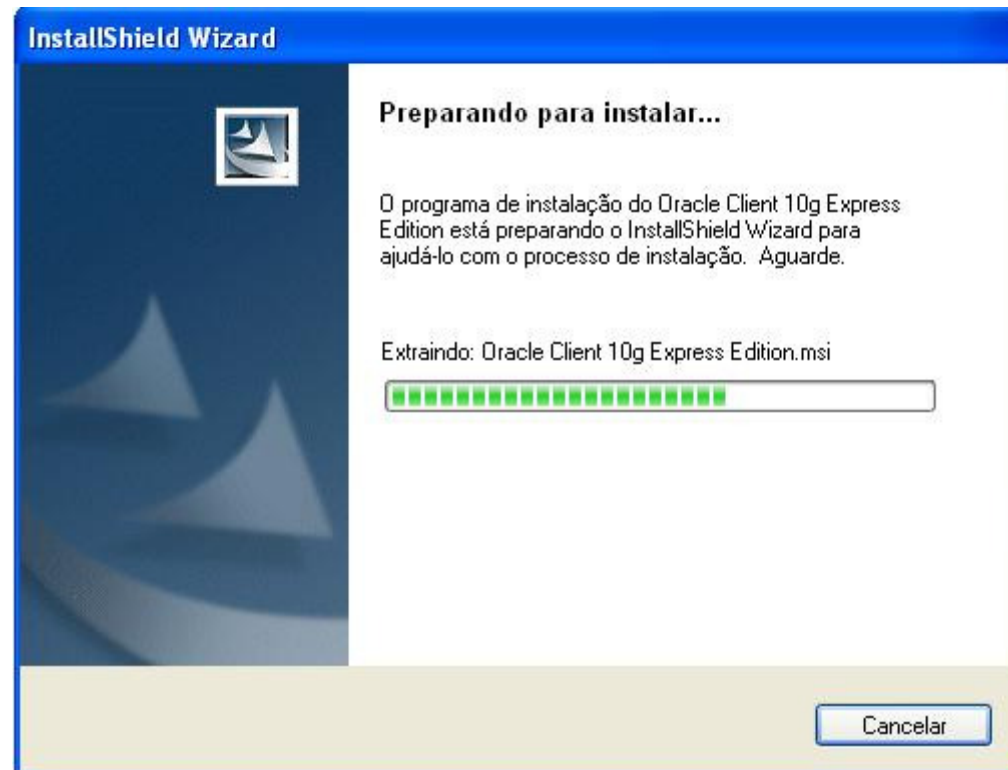 InstallShield Wizard
Preparando para instalar...
O programa de instalação do Oracle Client 10g Express
Edition está preparando o InstallShield Wizard para
ajudá-lo com o processo de instalação.  Aguarde.
Extraindo: Oracle Client 10g Express Edition.msi
Cancelar